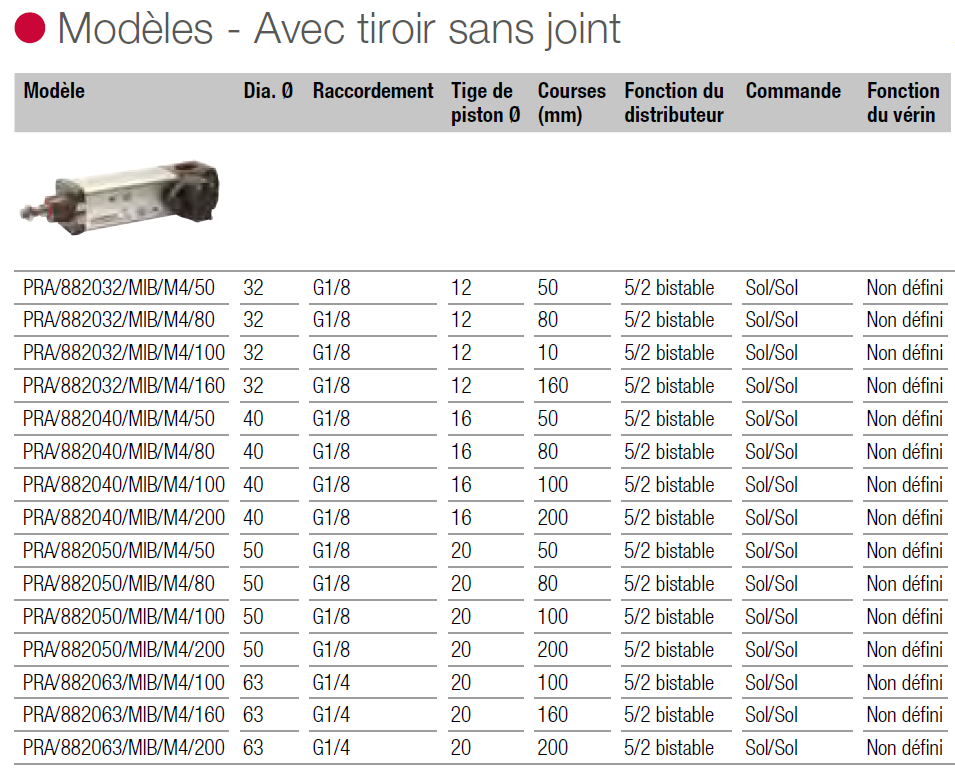 Modèles - Avec tiroir sans joint
Modèle Dia. Ø Raccordement Tige de piston Ø Courses (mm) Fonction du distributeur Commande Fonction du vérin
PRA/882032/MIB/M4/50 32 G1/8 12 50 5/2 bistable Sol/Sol Non défini
PRA/882032/MIB/M4/80 32 G1/8 12 80 5/2 bistable Sol/Sol Non défini
PRA/882032/MIB/M4/100 32 G1/8 12 10 5/2 bistable Sol/Sol Non défini
PRA/882032/MIB/M4/160 32 G1/8 12 160 5/2 bistable Sol/Sol Non défini
PRA/882040/MIB/M4/50 40 G1/8 16 50 5/2 bistable Sol/Sol Non défini
PRA/882040/MIB/M4/80 40 G1/8 16 80 5/2 bistable Sol/Sol Non défini
PRA/882040/MIB/M4/100 40 G1/8 16 100 5/2 bistable Sol/Sol Non défini
PRA/882040/MIB/M4/200 40 G1/8 16 200 5/2 bistable Sol/Sol Non défini
PRA/882050/MIB/M4/50 50 G1/8 20 50 5/2 bistable Sol/Sol Non défini
PRA/882050/MIB/M4/80 50 G1/8 20 80 5/2 bistable Sol/Sol Non défini
PRA/882050/MIB/M4/100 50 G1/8 20 100 5/2 bistable Sol/Sol Non défini
PRA/882050/MIB/M4/200 50 G1/8 20 200 5/2 bistable Sol/Sol Non défini
PRA/882063/MIB/M4/100 63 G1/4 20 100 5/2 bistable Sol/Sol Non défini
PRA/882063/MIB/M4/160 63 G1/4 20 160 5/2 bistable Sol/Sol Non défini
PRA/882063/MIB/M4/200 63 G1/4 20 200 5/2 bistable Sol/Sol Non défini